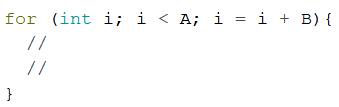 for (int i; i < A; i = i + B){
  //
  //
}